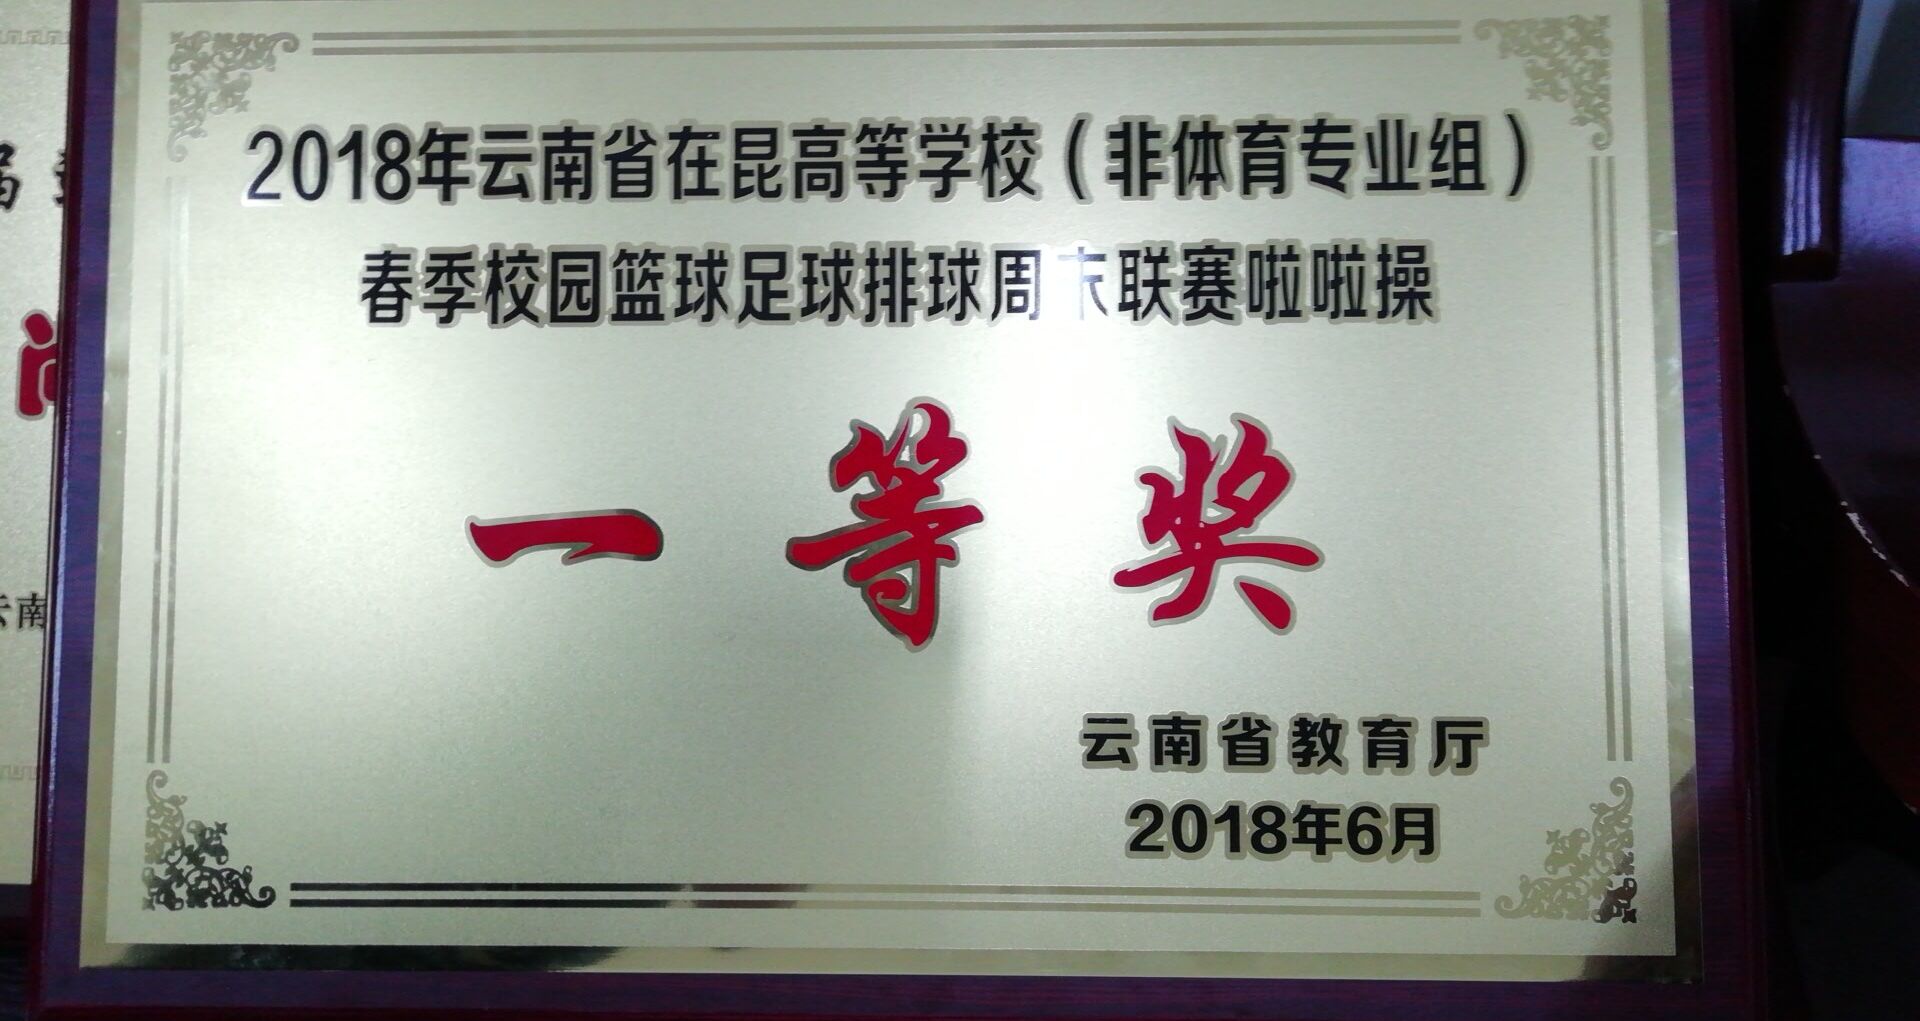 2018年云南省在昆高等学校（非体育专业组）
春季校园篮球足球排球周末联赛啦啦操
一等奖
云南省教育厅
2018年6月
云南